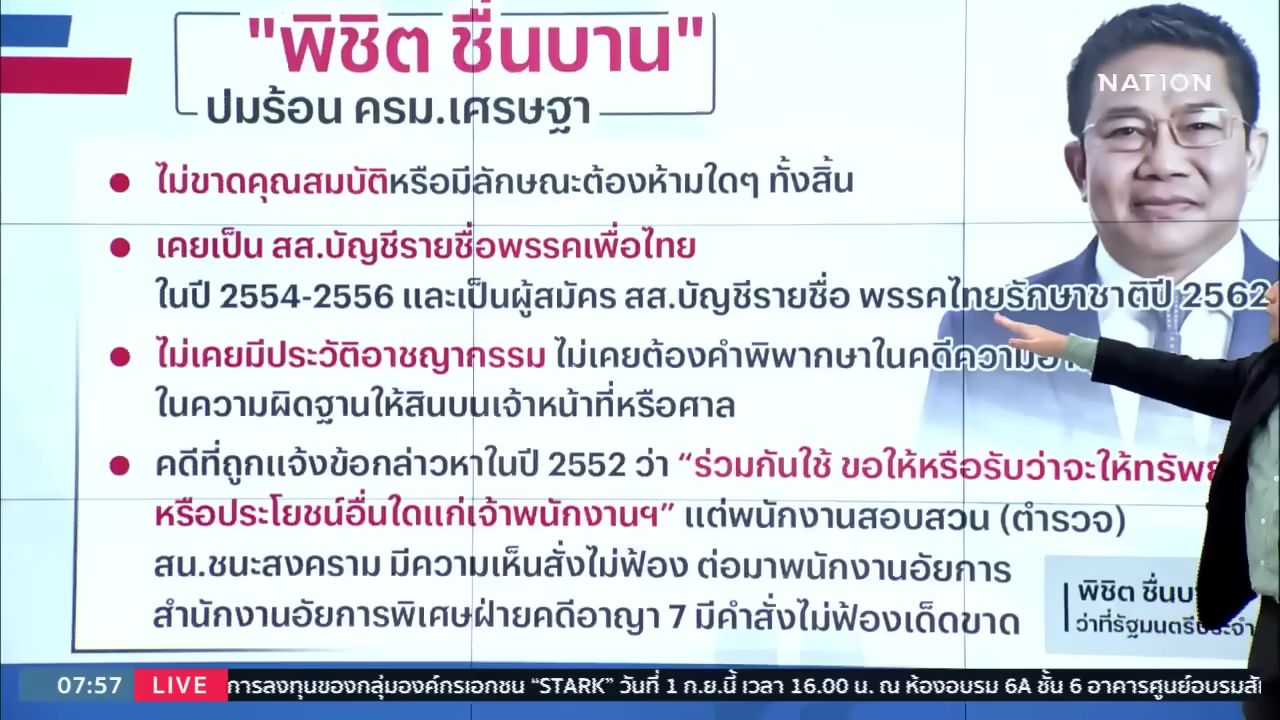 "พิชิต ชื่นบาน"
ปมร้อน ครม.เศรษฐา
NATION
ไม่ขาดคุณสมบัติหรือมีลักษณะต้องห้ามใดๆ ทั้งสิ้น
เคยเป็น สส.บัญชีรายชื่อพรรคเพื่อไทย
ในปี 2554-2556 และเป็นผู้สมัคร สส.บัญชีรายชื่อ พรรคไทยรักษาชาติปี 2562
ไม่เคยมีประวัติอาชญากรรม ไม่เคยต้องคำพิพากษาในคดี
ในความผิดฐานให้สินบนเจ้าหน้าที่หรือศาล
คดีที่ถูกแจ้งข้อกล่าวหาในปี 2552 ว่า “ร่วมกันใช้ ขอให้หรือรับว่าจะให้ทรัพย์
หรือประโยชน์อื่นใดแก่เจ้าพนักงานฯ” แต่พนักงานสอบสวน (ตำรวจ)
สน.ชนะสงคราม มีความเห็นสั่งไม่ฟ้อง ต่อมาพนักงานอัยการ
สำนักงานอัยการพิเศษฝ่ายคดีอาญา 7 มีคำสั่งไม่ฟ้องเด็ดขาด
พิชิต
ว่าที่รัฐมนตรีประจำ
07:57 LIVE การลงทุนของกลุ่มองค์กรเอกชน “STARK” วันที่ 1 ก.ย.นี้ เวลา 16.00 น. ณ ห้องอบรม 6A ชั้น 6 อาคารศูนย์อบรม